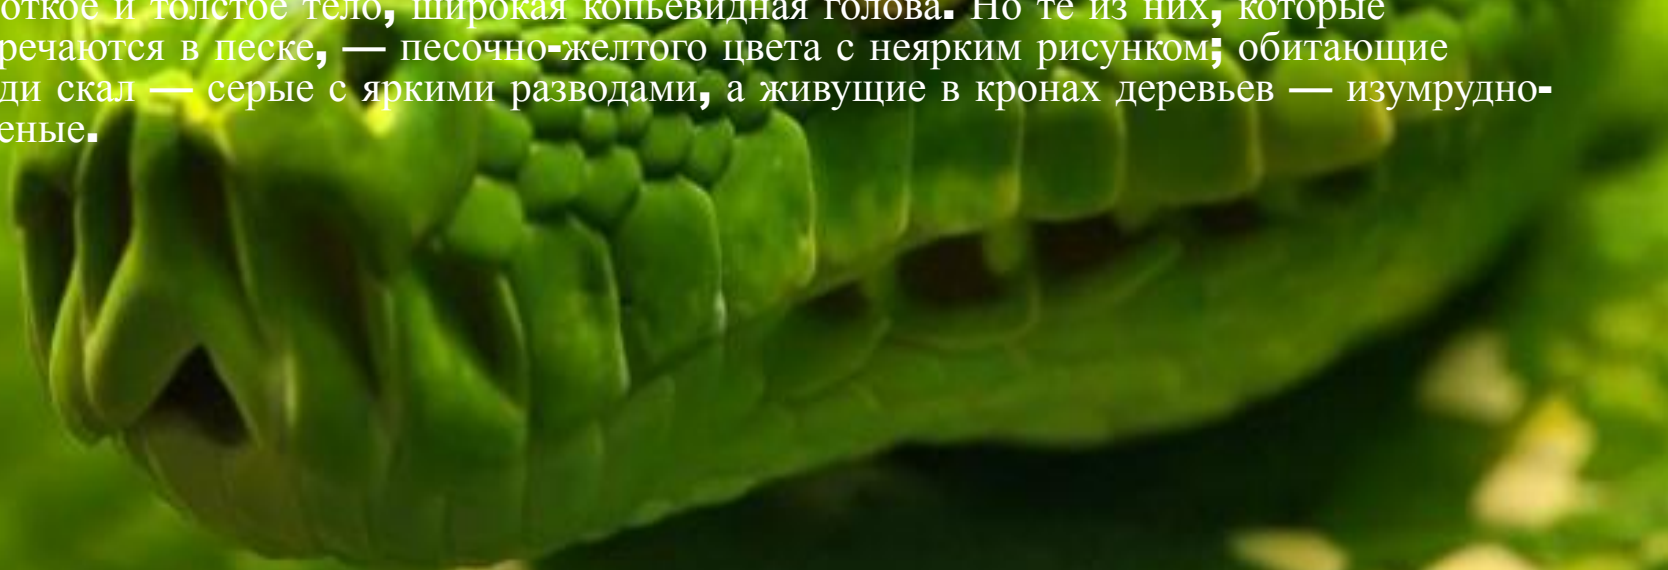 откое и толстое тело, широкая копьевидная голова. Но те из них, которые
речаются в песке, — песочно-желтого цвета с неярким рисунком; обитающие
ди скал — серые с яркими разводами, а живущие в кронах деревьев — изумрудно-
еные.